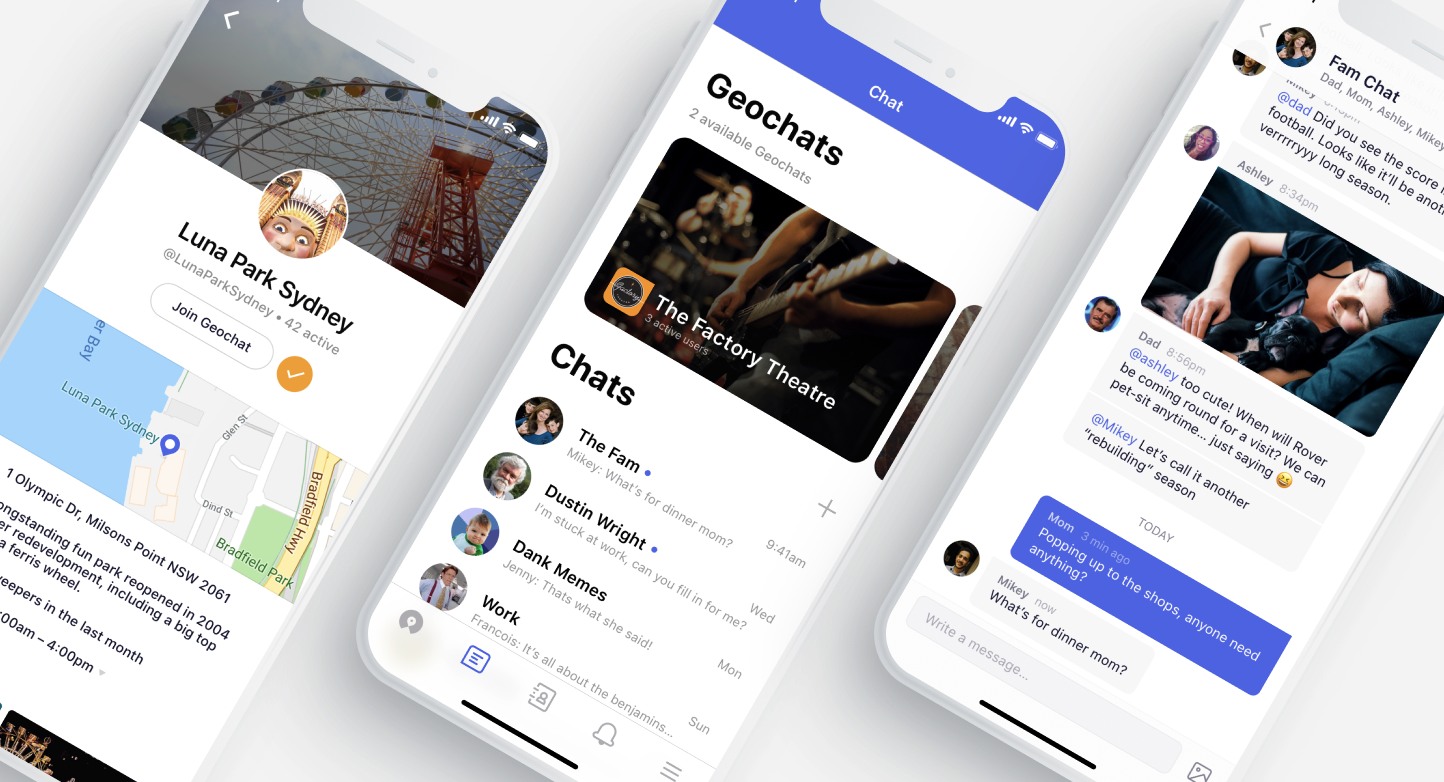 Luna Park Sydney
@LunaParkSydney • 42 active
Join Geochat
er Bay
Luna Park Sydney
Glen St
Dind St
Bradfield Hwy
Bradfield Park
1 Olympic Dr, Milsons Point NSW 2061
ongstanding fun park reopened in 2004
er redevelopment, including a big top
a ferris wheel.
eepers in the last month
00am – 4:00pm
Chat
Geochats
2 available Geochats
Factory
The Factory Theatre
3 active users
Chats
The Fam
Mikey: What's for dinner mom?
9:41am
Dustin Wright
I'm stuck at work, can you fill in for me?
Wed
Dank Memes
Jenny: Thats what she said!
Mon
Work
Francois: It's all about the benjamins...
Sun
Fam Chat
Dad, Mom, Ashley, Mikey
Mikey
@dad Did you see the score
football. Looks like it'll be anot
verrrrryyy long season.
Ashley 8:34pm
Dad 8:56pm
@ashley too cute! When will Rover
be coming round for a visit? We can
pet-sit anytime... just saying 😆
@Mikey Let's call it another
“rebuilding” season
TODAY
Mom 3 min ago
Popping up to the shops, anyone need
anything?
Mikey now
What's for dinner mom?
Write a message...